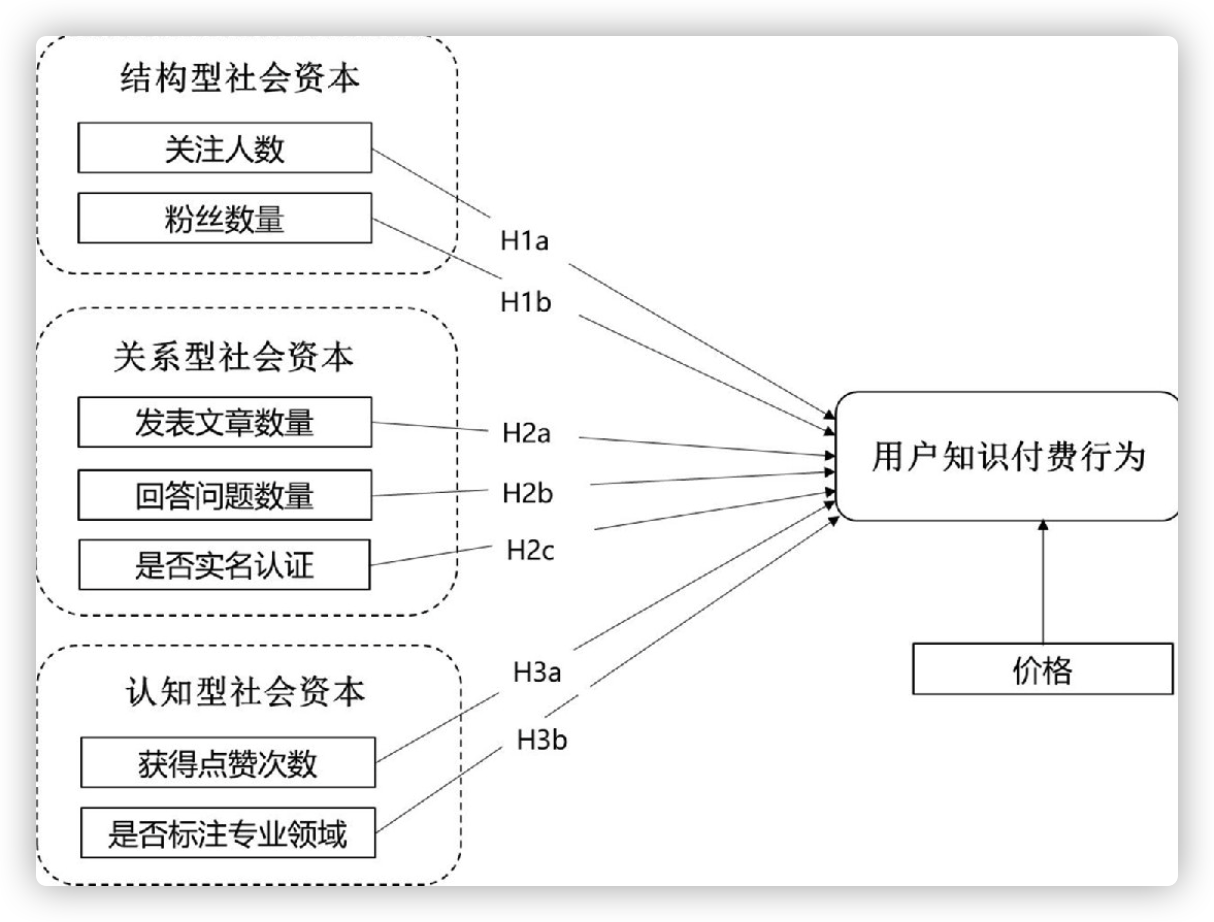 结构型社会资本
关注人数
粉丝数量
H1a
H1b
关系型社会资本
发表文章数量
回答问题数量
是否实名认证
H2a
H2b
H2c
用户知识付费行为
价格
认知型社会资本
获得点赞次数
是否标注专业领域
H3a
H3b